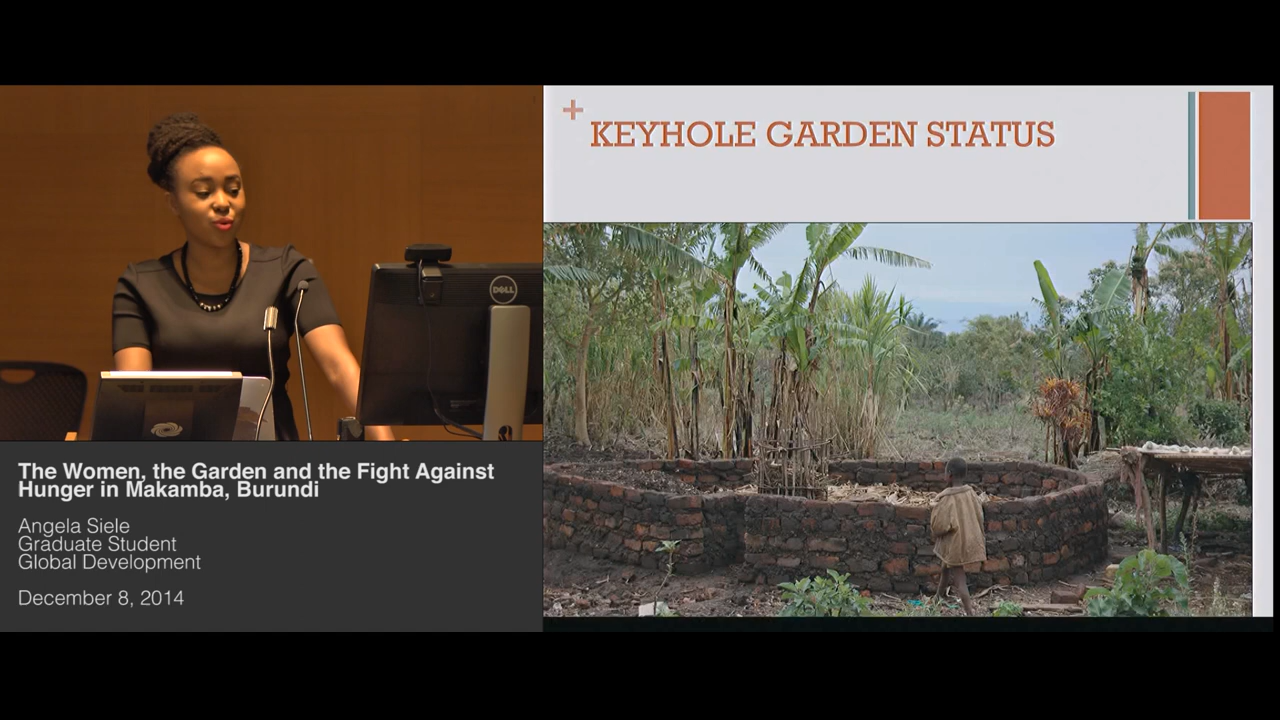 +
KEYHOLE GARDEN STATUS
DELL
The Women, the Garden and the Fight Against
Hunger in Makamba, Burundi
Angela Siele
Graduate Student
Global Development
December 8, 2014